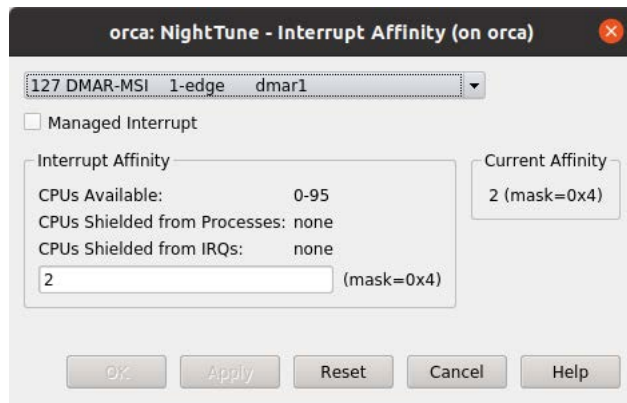 orca: NightTune - Interrupt Affinity (on orca)
127 DMAR-MSI 1-edge dmar1
Managed Interrupt
Interrupt Affinity
CPUs Available: 0-95
CPUs Shielded from Processes: none
CPUs Shielded from IRQs: none
2 (mask=0x4)
Current Affinity
2 (mask=0x4)
OK Apply Reset Cancel Help